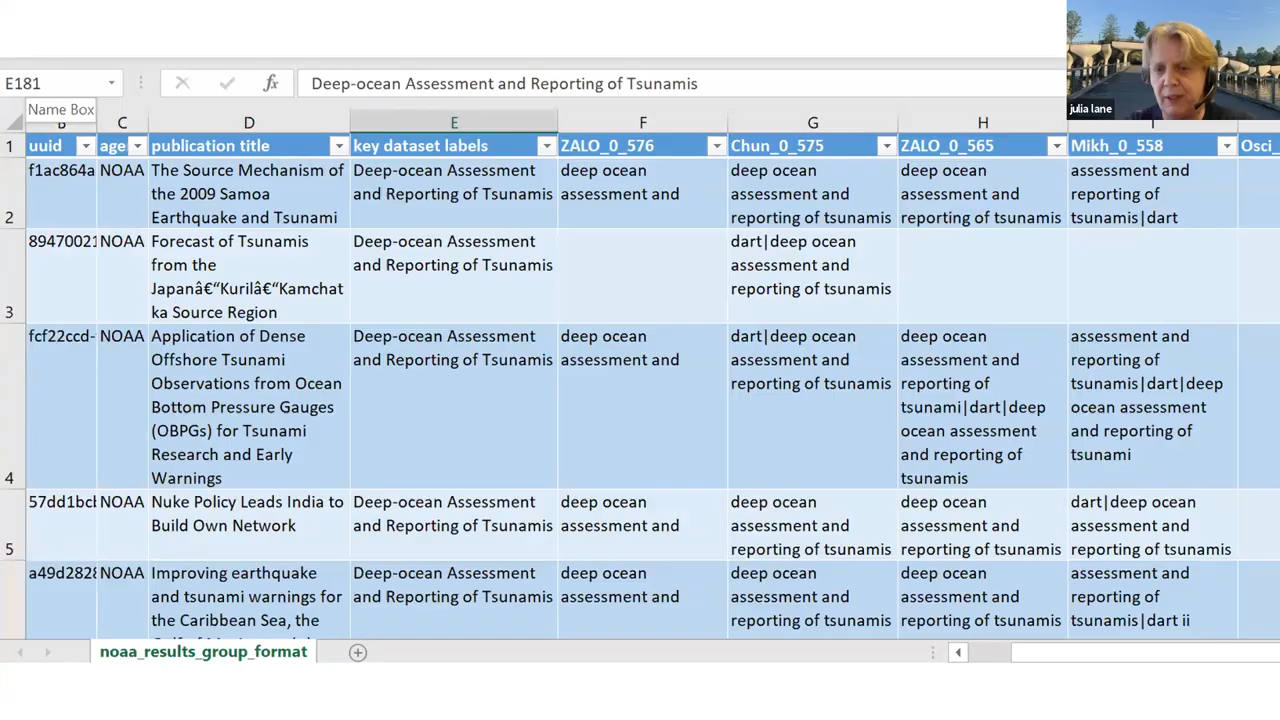 julia lane
E181
fx
Deep-ocean Assessment and Reporting of Tsunamis
Name Box
B
C
D
E
F
G
H
I
1
uuid
age
publication title
key dataset labels
ZALO_0_576
Chun_0_575
ZALO_0_565
Mikh_0_558
Osci_
2
f1ac864a
NOAA
The Source Mechanism of
the 2009 Samoa
Earthquake and Tsunami
Deep-ocean Assessment
and Reporting of Tsunamis
deep ocean
assessment and
deep ocean
assessment and
reporting of tsunamis
deep ocean
assessment and
reporting of tsunamis
assessment and
reporting of
tsunamis|dart
3
89470021
NOAA
Forecast of Tsunamis
from the
Japanâ€“Kurilâ€“Kamchat
ka Source Region
Deep-ocean Assessment
and Reporting of Tsunamis
dart|deep ocean
assessment and
reporting of tsunamis
4
fcf22ccd-
NOAA
Application of Dense
Offshore Tsunami
Observations from Ocean
Bottom Pressure Gauges
(OBPGs) for Tsunami
Research and Early
Warnings
Deep-ocean Assessment
and Reporting of Tsunamis
deep ocean
assessment and
dart|deep ocean
assessment and
reporting of tsunamis
deep ocean
assessment and
reporting of
tsunami|dart|deep
ocean assessment
and reporting of
tsunamis
assessment and
reporting of
tsunamis|dart|deep
ocean assessment
and reporting of
tsunami
5
57dd1bcb
NOAA
Nuke Policy Leads India to
Build Own Network
Deep-ocean Assessment
and Reporting of Tsunamis
deep ocean
assessment and
deep ocean
assessment and
reporting of tsunamis
deep ocean
assessment and
reporting of tsunamis
dart|deep ocean
assessment and
reporting of tsunamis
a49d2828
NOAA
Improving earthquake
and tsunami warnings for
the Caribbean Sea, the
Deep-ocean Assessment
and Reporting of Tsunamis
deep ocean
assessment and
deep ocean
assessment and
reporting of tsunamis
deep ocean
assessment and
reporting of tsunamis
assessment and
reporting of
tsunamis|dart ii
noaa_results_group_format